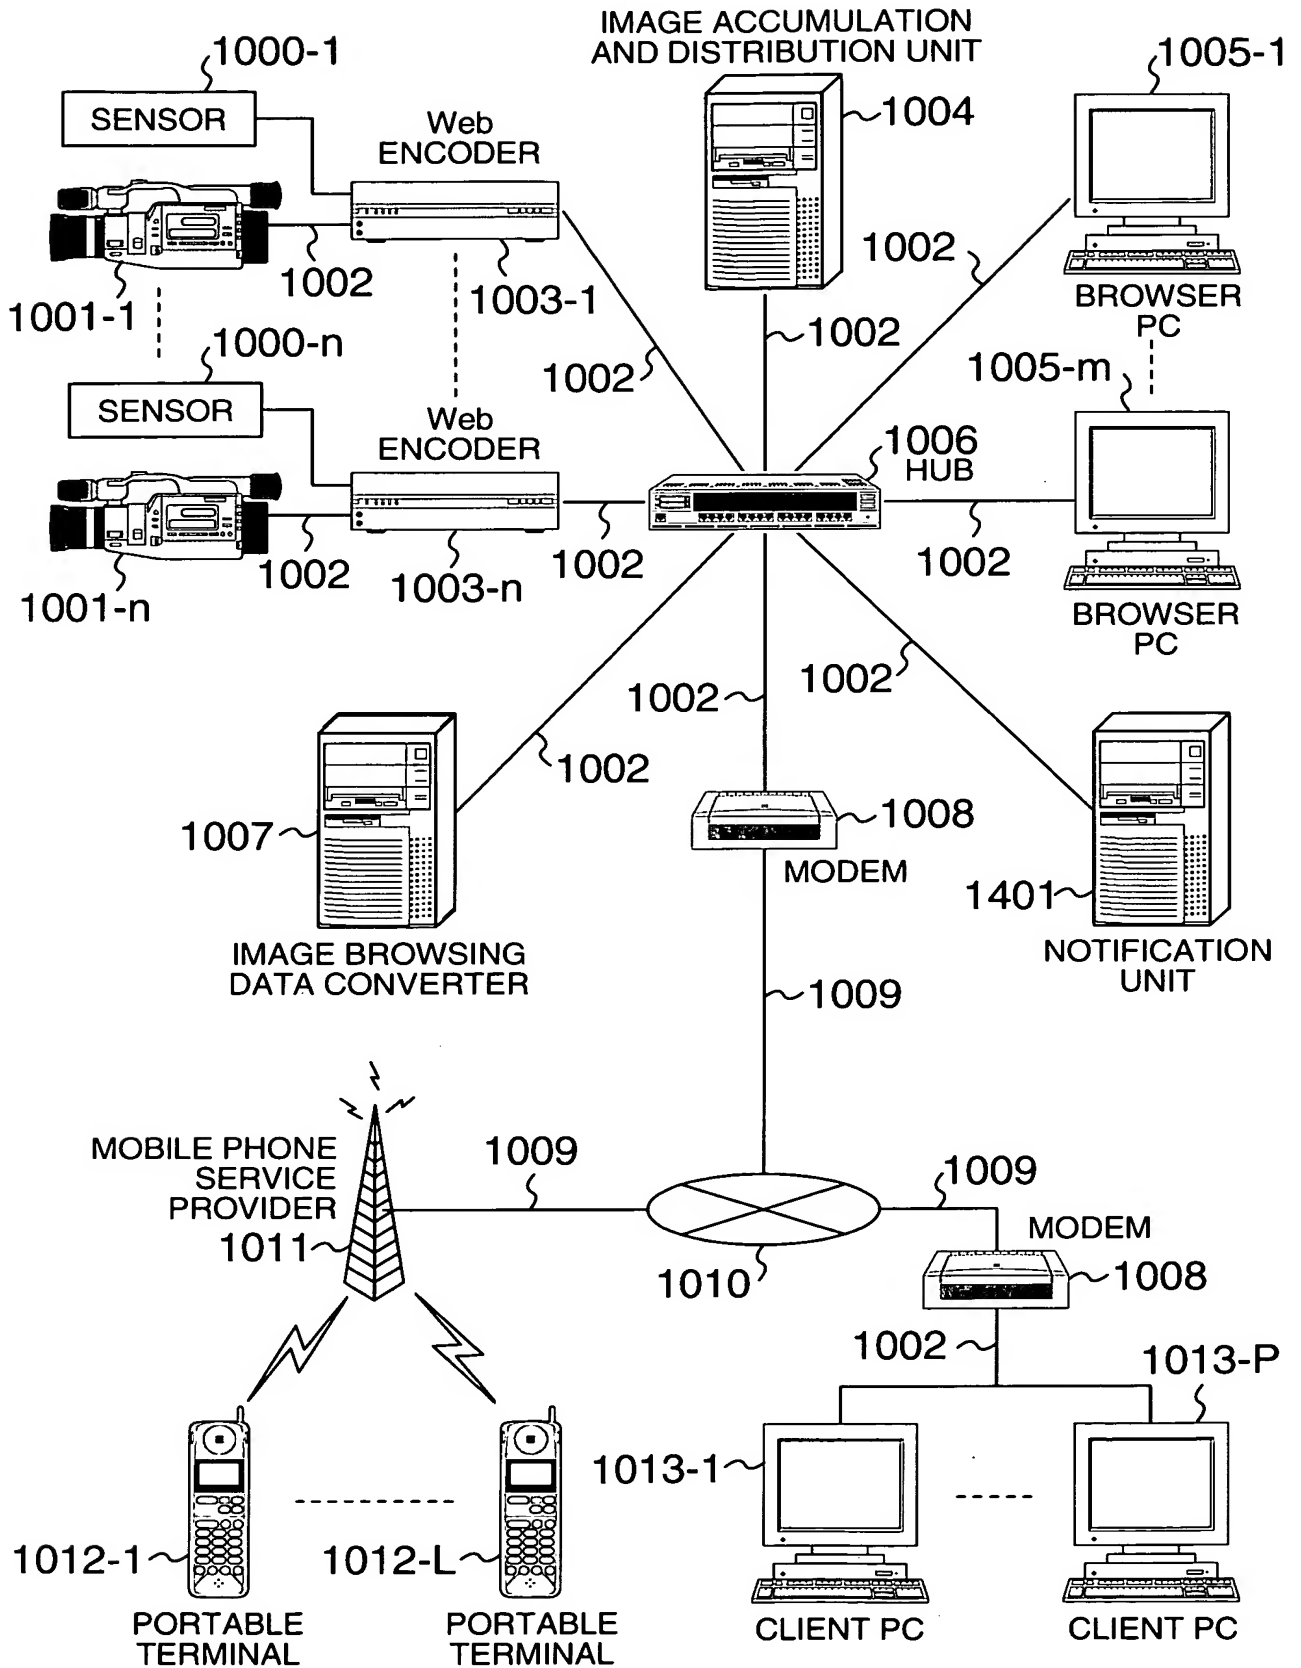 IMAGE ACCUMULATION
AND DISTRIBUTION UNIT
1000-1
1005-1
SENSOR
Web
ENCODER
1004
1002
1003-1
1001-1
1002
1002
1002
1002
BROWSER
PC
1000-n
1005-m
SENSOR
Web
ENCODER
1006
HUB
1002
1003-n
1002
1002
1001-n
BROWSER
PC
1002
1002
1002
1007
1008
MODEM
1401
IMAGE BROWSING
DATA CONVERTER
NOTIFICATION
UNIT
1009
MOBILE PHONE
SERVICE
PROVIDER
1011
1009
1009
MODEM
1010
1008
1002
1013-P
1013-1
1012-1
1012-L
PORTABLE
TERMINAL
PORTABLE
TERMINAL
CLIENT PC
CLIENT PC